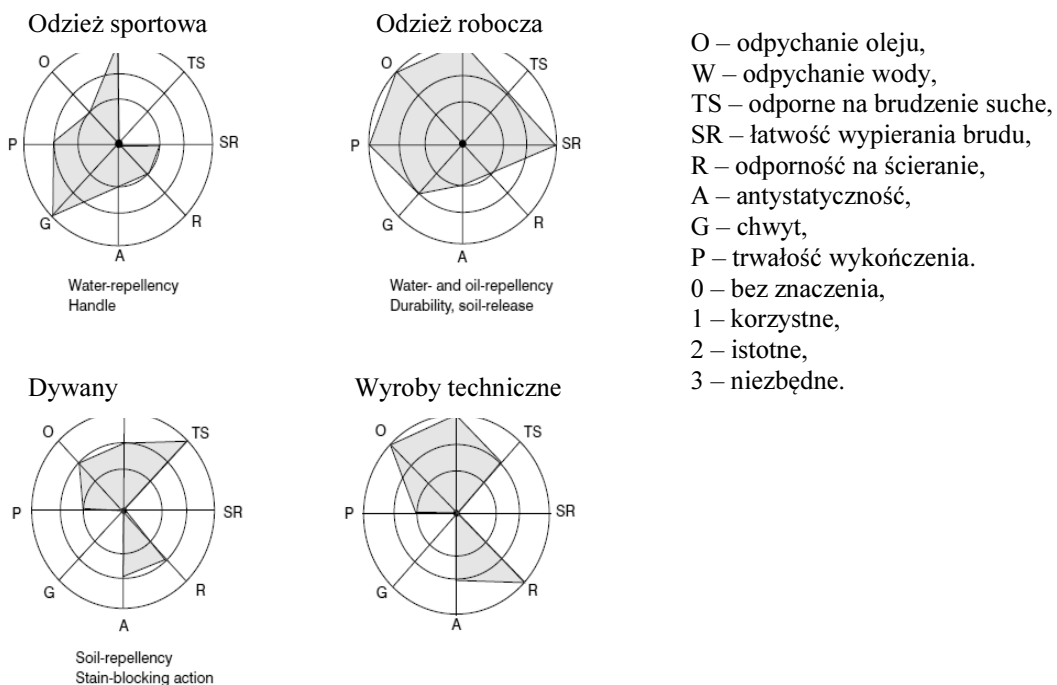 Odzież sportowa
O
TS
P
SR
G
R
A
Water-repellency
Handle
Odzież robocza
O
TS
P
SR
G
R
A
Water- and oil-repellency
Durability, soil-release
O – odpychanie oleju,
W – odpychanie wody,
TS – odporne na brudzenie suche,
SR – łatwość wypierania brudu,
R – odporność na ścieranie,
A – antystatyczność,
G – chwyt,
P – trwałość wykończenia.
0 – bez znaczenia,
1 – korzystne,
2 – istotne,
3 – niezbędne.
Dywany
O
TS
P
SR
G
R
A
Soil-repellency
Stain-blocking action
Wyroby techniczne
O
TS
P
SR
G
R
A